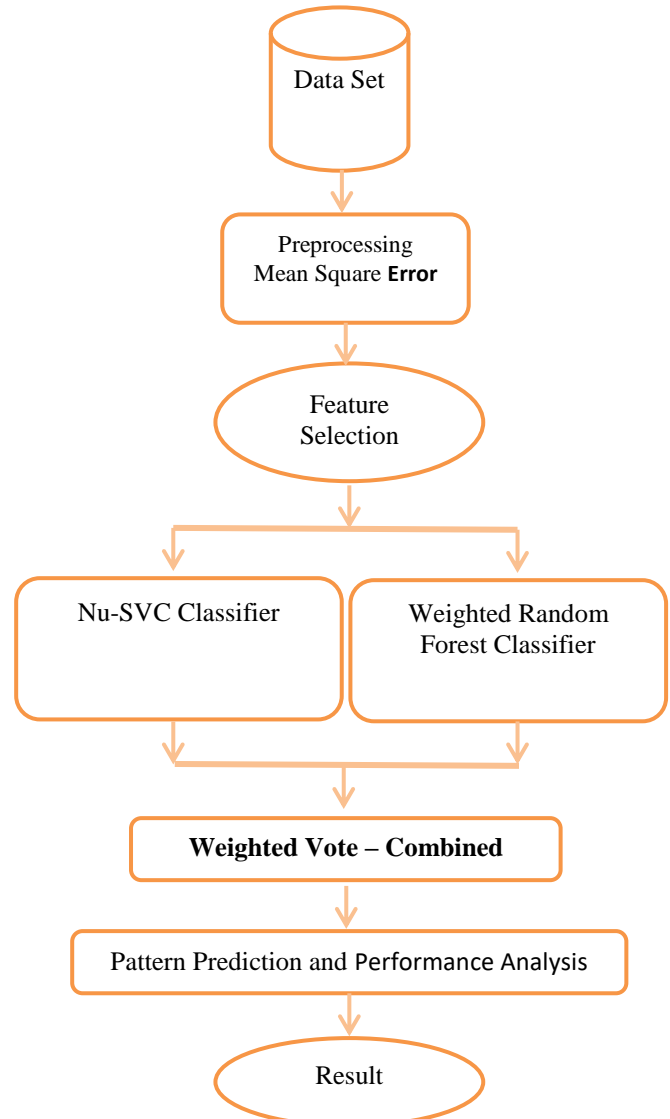 Data Set
Preprocessing
Mean Square Error
Feature
Selection
Nu-SVC Classifier
Weighted Random
Forest Classifier
Weighted Vote – Combined
Pattern Prediction and Performance Analysis
Result